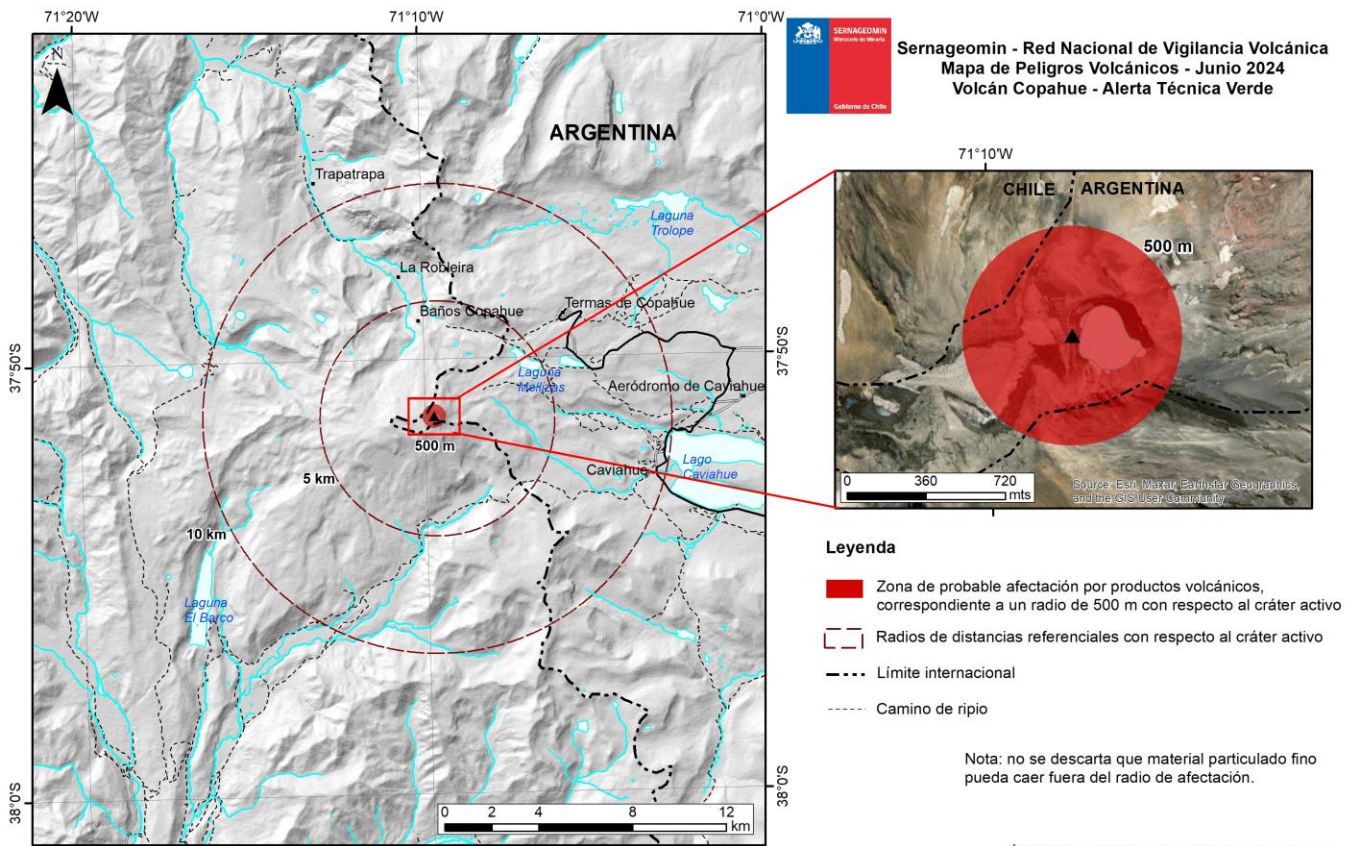 71°20'W
71°10'W
71°0'W
SERNAGEOMIN
Ministerio de Minería
Gobierno de Chile
Sernageomin - Red Nacional de Vigilancia Volcánica
Mapa de Peligros Volcánicos - Junio 2024
Volcán Copahue - Alerta Técnica Verde
N
ARGENTINA
Trapatrapa
Laguna
Trolope
La Robleira
Termas de Copahue
Baños Copahue
37°50'S
37°50'S
Laguna
Mellizas
Aeródromo de Caviahue
500 m
Lago
Caviahue
Caviahue
5 km
10 km
Laguna
El Barco
38°0'S
38°0'S
0 2 4 8 12
km
71°10'W
CHILE ARGENTINA
500 m
0 360 720
mts
Source: Esri, Maxar, Earthstar Geographics,
and the GIS User Community
71°10'W
Leyenda
Zona de probable afectación por productos volcánicos,
correspondiente a un radio de 500 m con respecto al cráter activo
Radios de distancias referenciales con respecto al cráter activo
Límite internacional
Camino de ripio
Nota: no se descarta que material particulado fino
pueda caer fuera del radio de afectación.